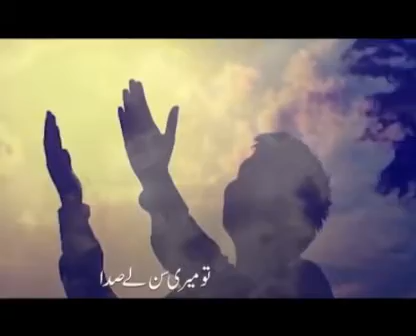 تو میری سن لے صدا